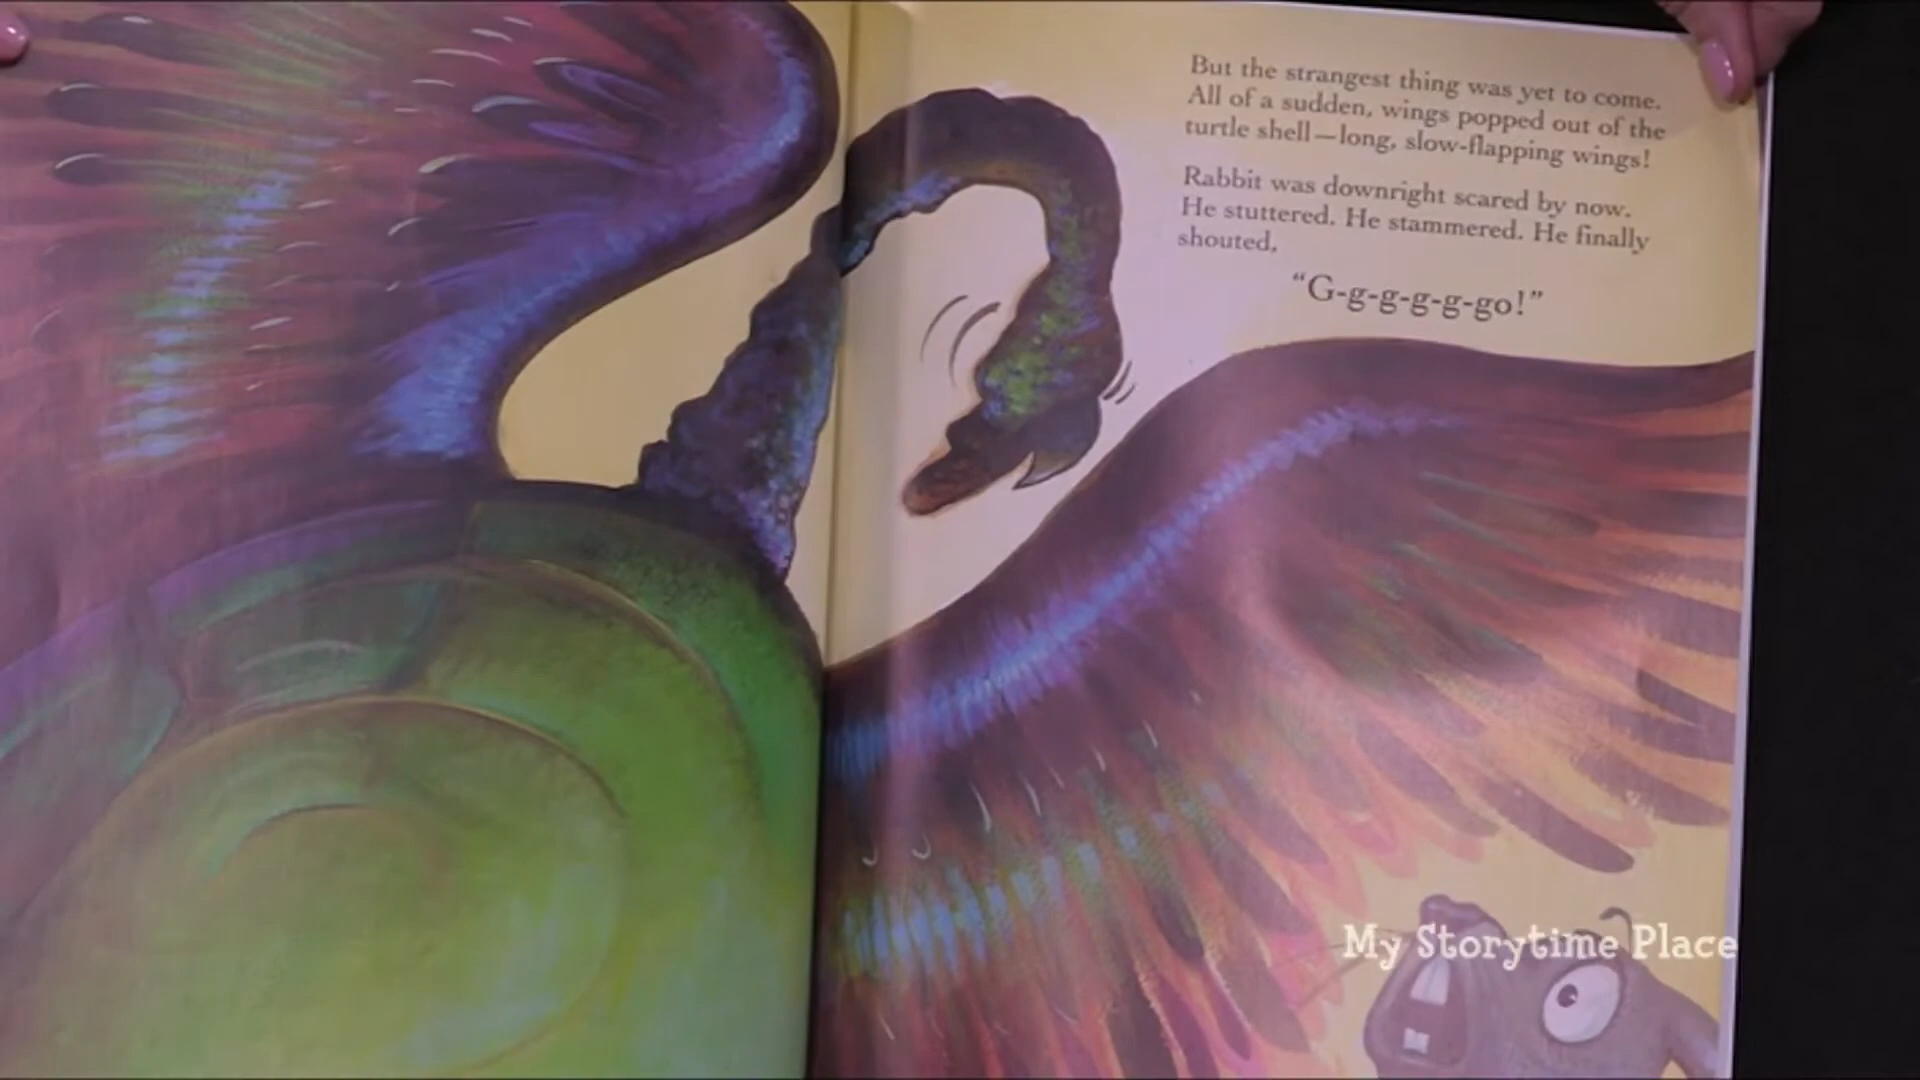 But the strangest thing was yet to come.
All of a sudden, wings popped out of the
turtle shell—long, slow-flapping wings!
Rabbit was downright scared by now.
He stuttered. He stammered. He finally
shouted,
“G-g-g-g-g-go!”
My Storytime Place